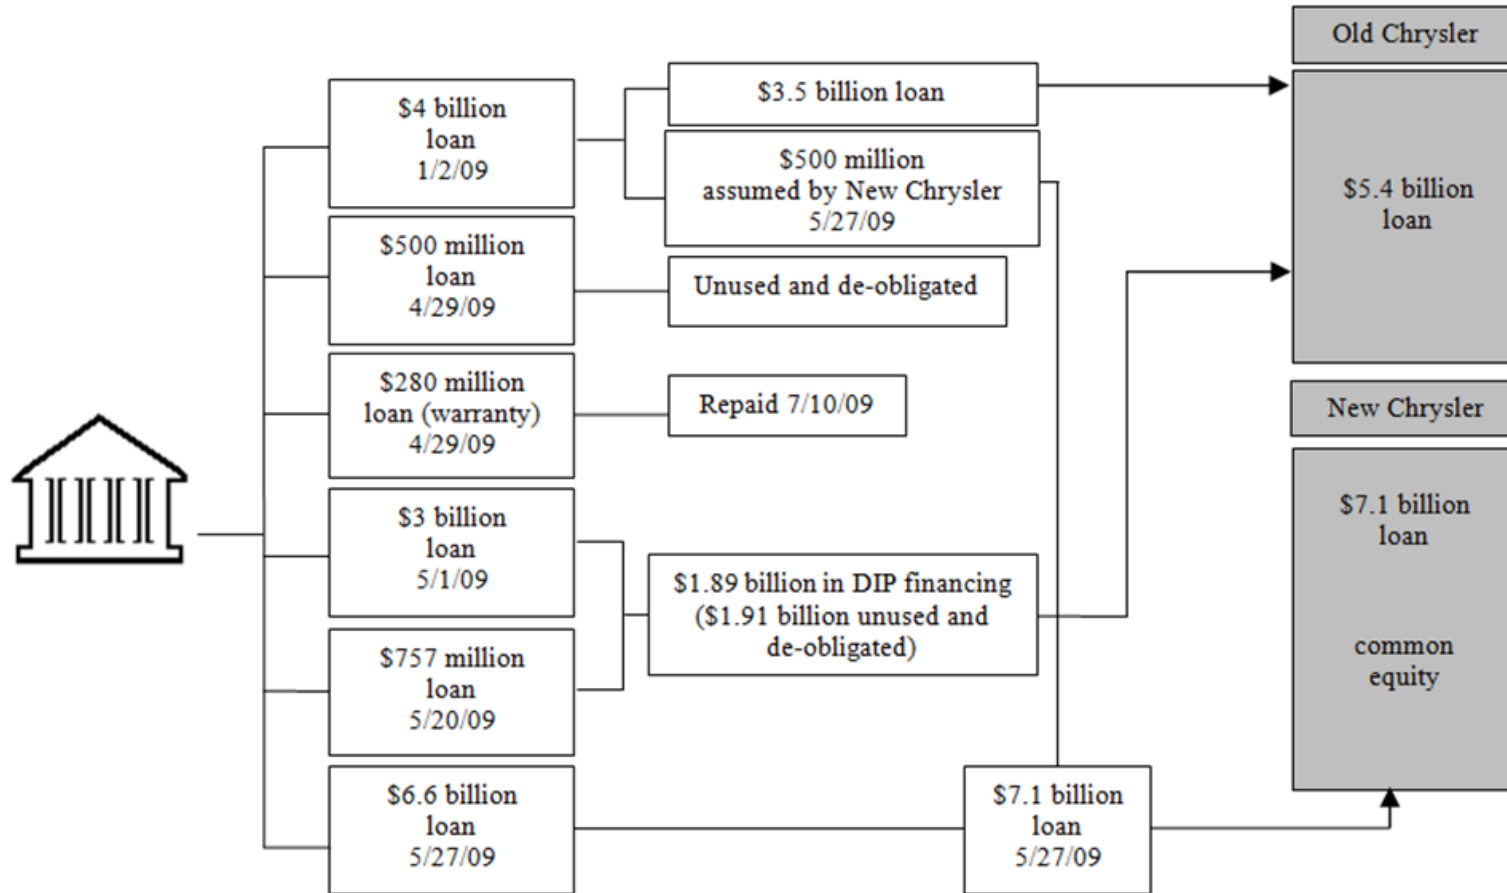 $4 billion
loan
1/2/09
$500 million
loan
4/29/09
$280 million
loan (warranty)
4/29/09
$3 billion
loan
5/1/09
$757 million
loan
5/20/09
$6.6 billion
loan
5/27/09
$3.5 billion loan
$500 million
assumed by New Chrysler
5/27/09
Unused and de-obligated
Repaid 7/10/09
$1.89 billion in DIP financing
($1.91 billion unused and
de-obligated)
$7.1 billion
loan
5/27/09
Old Chrysler
$5.4 billion
loan
New Chrysler
$7.1 billion
loan
common
equity